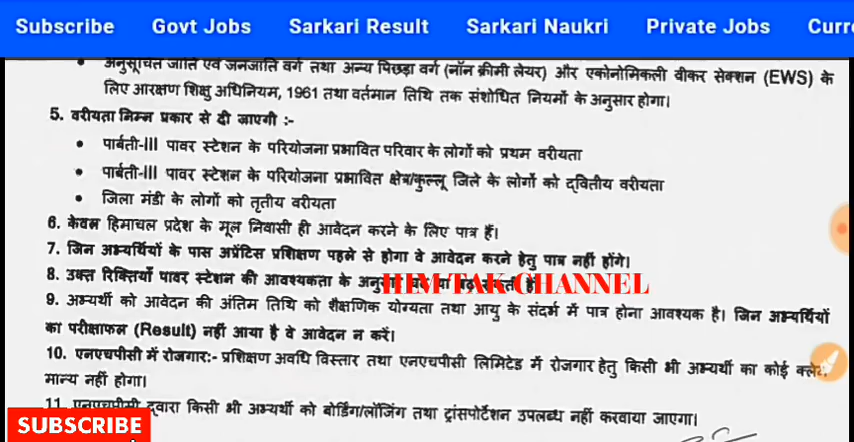 Subscribe Govt Jobs Sarkari Result Sarkari Naukri Private Jobs Curre
• अनुसूचित जाति एवं जनजाति वर्ग तथा अन्य पिछड़ा वर्ग (नॉन क्रीमी लेयर) और एकोनोमिकली वीकर सेक्शन (EWS) के
लिए आरक्षण शिक्षु अधिनियम, 1961 तथा वर्तमान तिथि तक संशोधित नियमों के अनुसार होगा।
5. वरीयता निम्न प्रकार से दी जाएगी :-
• पार्बती-III पावर स्टेशन के परियोजना प्रभावित परिवार के लोगों को प्रथम वरीयता
• पार्बती-III पावर स्टेशन के परियोजना प्रभावित क्षेत्र/कुल्लू जिले के लोगों को द्वितीय वरीयता
• जिला मंडी के लोगों को तृतीय वरीयता
6. केवल हिमाचल प्रदेश के मूल निवासी ही आवेदन करने के लिए पात्र हैं।
7. जिन अभ्यर्थियों के पास अप्रेंटिस प्रशिक्षण पहले से होगा वे आवेदन करने हेतु पात्र नहीं होंगे।
8. उक्त रिक्तियाँ पावर स्टेशन की आवश्यकता के अनुसार
HEM TAK CHANNEL
9. अभ्यर्थी को आवेदन की अंतिम तिथि को शैक्षणिक योग्यता तथा आयु के संदर्भ में पात्र होना आवश्यक है। जिन अभ्यर्थियों
का परीक्षाफल (Result) नहीं आया है वे आवेदन न करें।
10. एनएचपीसी में रोजगार:- प्रशिक्षण अवधि विस्तार तथा एनएचपीसी लिमिटेड में रोजगार हेतु किसी भी अभ्यर्थी का कोई क्लेम
मान्य नहीं होगा।
11. एनएचपीसी द्वारा किसी भी अभ्यर्थी को बोर्डिंग/लॉजिंग तथा ट्रांसपोर्टेशन उपलब्ध नहीं करवाया जाएगा।
SUBSCRIBE